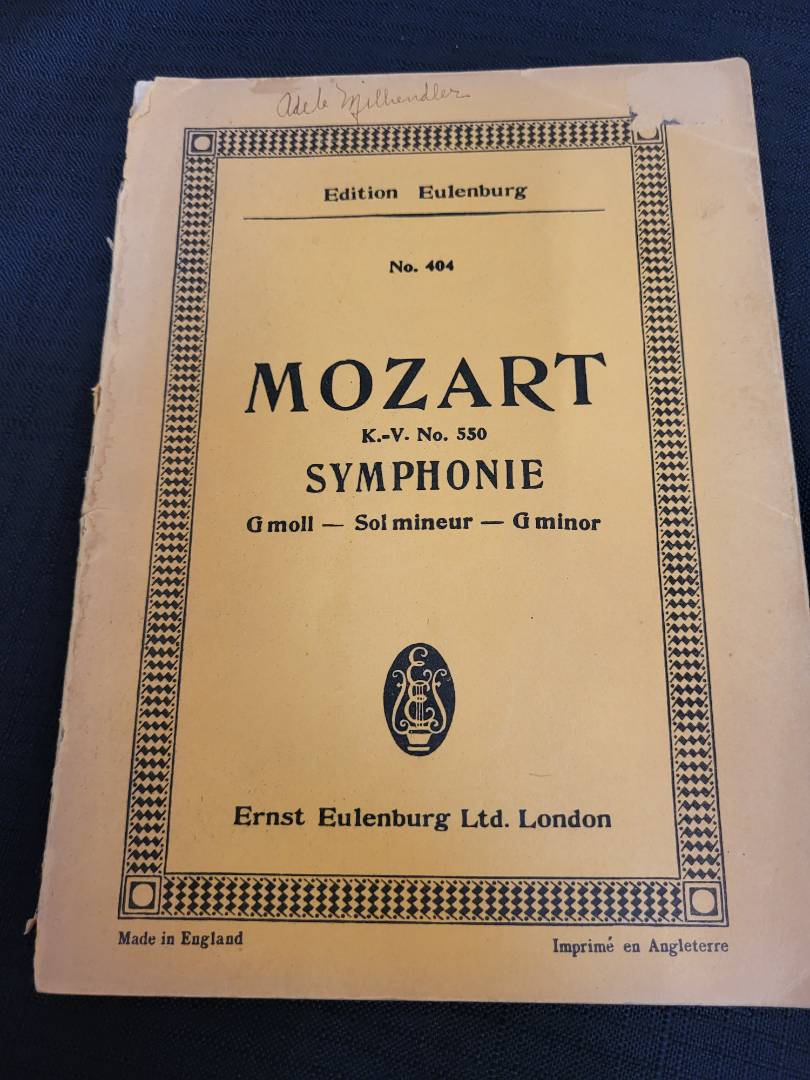 Adele Milhendler
Edition Eulenburg
No. 404
MOZART
K.-V. No. 550
SYMPHONIE
G moll — Sol mineur — G minor
Ernst Eulenburg Ltd. London
Made in England
Imprimé en Angleterre